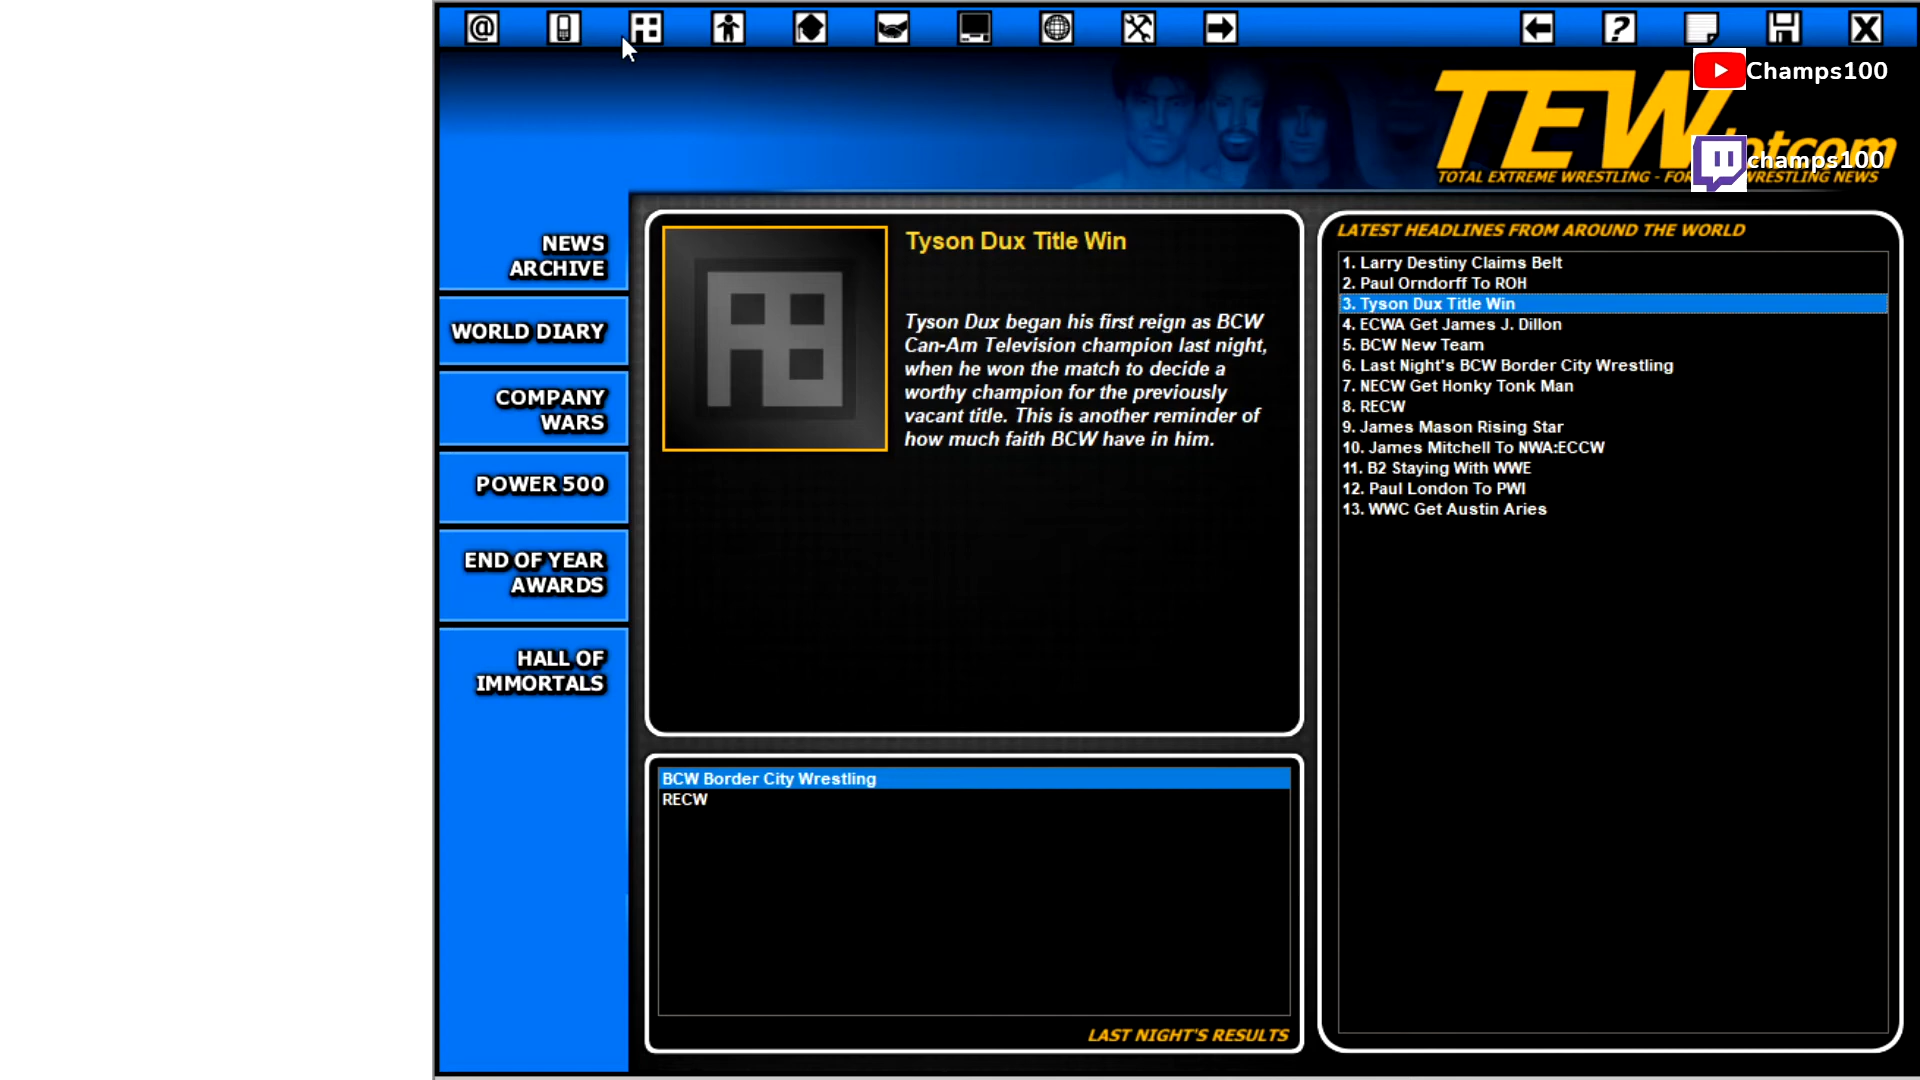 Champs100
TEW
otcom
champs100
TOTAL EXTREME WRESTLING - FOR
WRESTLING NEWS
NEWS
ARCHIVE
WORLD DIARY
COMPANY
WARS
POWER 500
END OF YEAR
AWARDS
HALL OF
IMMORTALS
Tyson Dux Title Win
Tyson Dux began his first reign as BCW
Can-Am Television champion last night,
when he won the match to decide a
worthy champion for the previously
vacant title. This is another reminder of
how much faith BCW have in him.
BCW Border City Wrestling
RECW
LAST NIGHT'S RESULTS
LATEST HEADLINES FROM AROUND THE WORLD
1. Larry Destiny Claims Belt
2. Paul Orndorff To ROH
3. Tyson Dux Title Win
4. ECWA Get James J. Dillon
5. BCW New Team
6. Last Night's BCW Border City Wrestling
7. NECW Get Honky Tonk Man
8. RECW
9. James Mason Rising Star
10. James Mitchell To NWA:ECCW
11. B2 Staying With WWE
12. Paul London To PWI
13. WWC Get Austin Aries